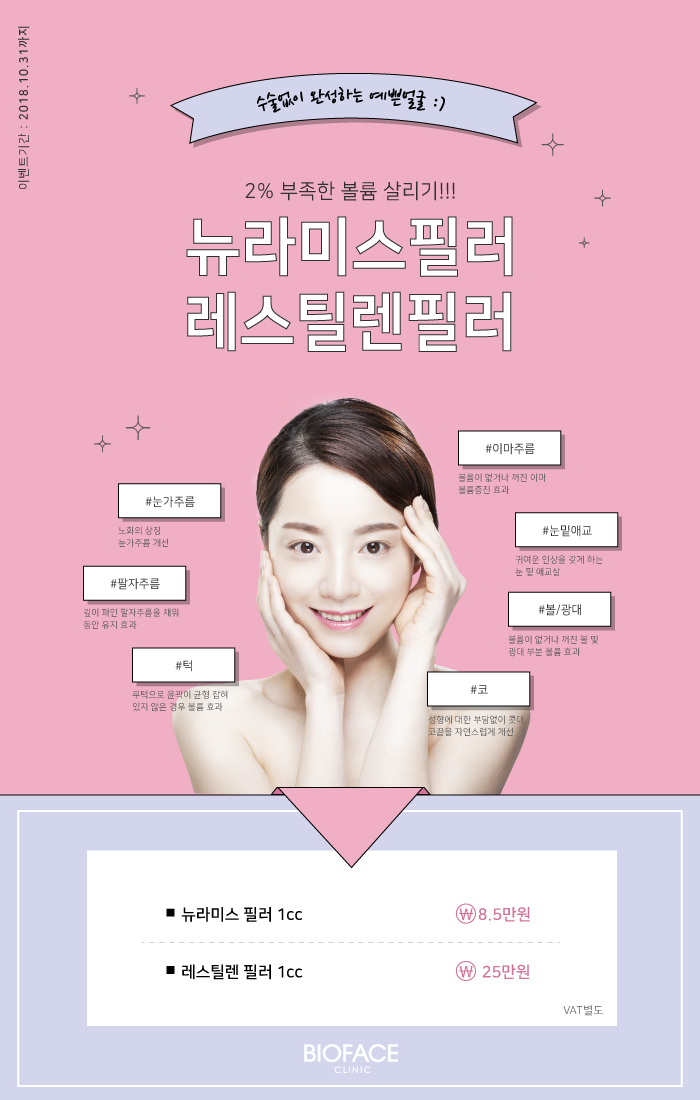 이벤트기간 : 2018.10.31까지
수술없이 완성하는 예쁜얼굴 :)
2% 부족한 볼륨 살리기!!!
뉴라미스필러
레스틸렌필러
#이마주름
볼륨이 없거나 꺼진 이마
볼륨증진 효과
#눈가주름
노화의 상징
눈가주름 개선
#눈밑애교
귀여운 인상을 갖게 하는
눈 밑 애교살
#팔자주름
깊이 패인 팔자주름을 채워
동안 유지 효과
#볼/광대
볼륨이 없거나 꺼진 볼 및
광대 부분 볼륨 효과
#턱
무턱으로 윤곽이 균형 잡혀
있지 않은 경우 볼륨 효과
#코
성형에 대한 부담없이 콧대,
코끝을 자연스럽게 개선
■ 뉴라미스 필러 1cc ₩8.5만원
■ 레스틸렌 필러 1cc ₩ 25만원
VAT별도
BIOFACE
CLINIC